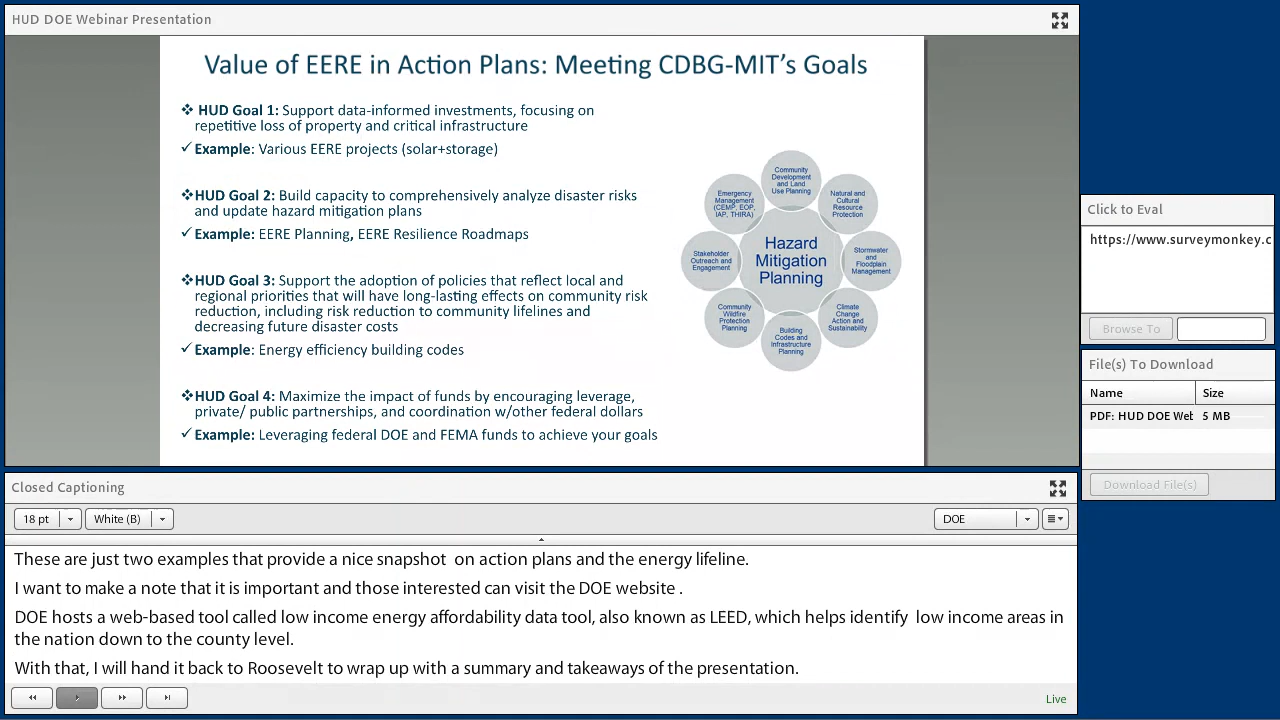 HUD DOE Webinar Presentation
Value of EERE in Action Plans: Meeting CDBG-MIT's Goals
❖ HUD Goal 1: Support data-informed investments, focusing on
repetitive loss of property and critical infrastructure
✓ Example: Various EERE projects (solar+storage)
❖HUD Goal 2: Build capacity to comprehensively analyze disaster risks
and update hazard mitigation plans
✓ Example: EERE Planning, EERE Resilience Roadmaps
❖HUD Goal 3: Support the adoption of policies that reflect local and
regional priorities that will have long-lasting effects on community risk
reduction, including risk reduction to community lifelines and
decreasing future disaster costs
✓ Example: Energy efficiency building codes
❖HUD Goal 4: Maximize the impact of funds by encouraging leverage,
private/ public partnerships, and coordination w/other federal dollars
✓ Example: Leveraging federal DOE and FEMA funds to achieve your goals
Community
Development
and Land
Use Planning
Natural and
Cultural
Resource
Protection
Stormwater
and
Floodplain
Management
Climate
Change
Action and
Sustainability
Building
Codes and
Infrastructure
Planning
Community
Wildfire
Protection
Planning
Stakeholder
Outreach and
Engagement
Emergency
Management
(CEMP, EOP,
IAP, THIRA)
Hazard
Mitigation
Planning
Click to Eval
https://www.surveymonkey.c
Browse To
File(s) To Download
Name Size
PDF: HUD DOE Web 5 MB
Download File(s)
Closed Captioning
18 pt White (B) DOE
These are just two examples that provide a nice snapshot  on action plans and the energy lifeline.
I want to make a note that it is important and those interested can visit the DOE website .
DOE hosts a web-based tool called low income energy affordability data tool, also known as LEED, which helps identify  low income areas in
the nation down to the county level.
With that, I will hand it back to Roosevelt to wrap up with a summary and takeaways of the presentation.
Live